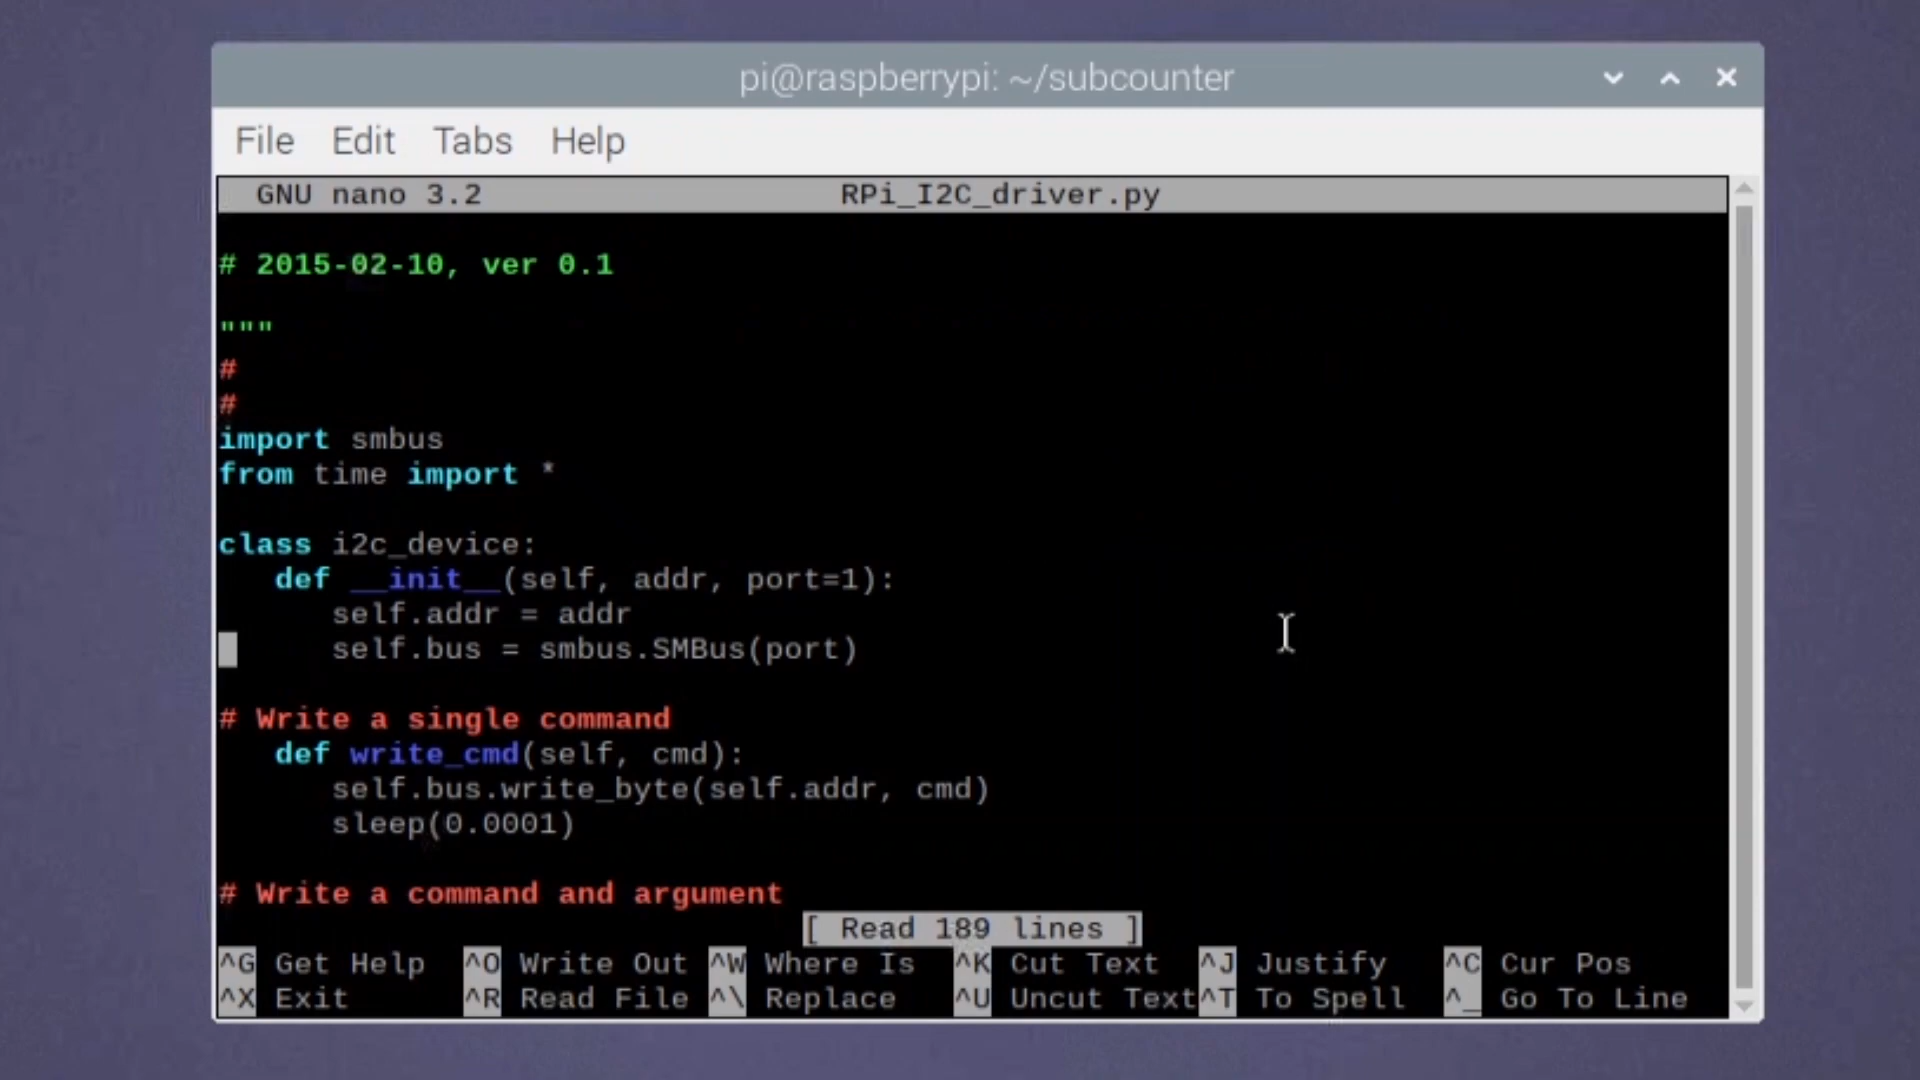 pi@raspberrypi: ~/subcounter
File Edit Tabs Help
GNU nano 3.2 RPi_I2C_driver.py
# 2015-02-10, ver 0.1
"""
#
#
import smbus
from time import *
class i2c_device:
   def __init__(self, addr, port=1):
      self.addr = addr
      self.bus = smbus.SMBus(port)
# Write a single command
   def write_cmd(self, cmd):
      self.bus.write_byte(self.addr, cmd)
      sleep(0.0001)
# Write a command and argument
[ Read 189 lines ]
^G Get Help ^O Write Out ^W Where Is ^K Cut Text ^J Justify ^C Cur Pos
^X Exit ^R Read File ^\ Replace ^U Uncut Text ^T To Spell ^_ Go To Line